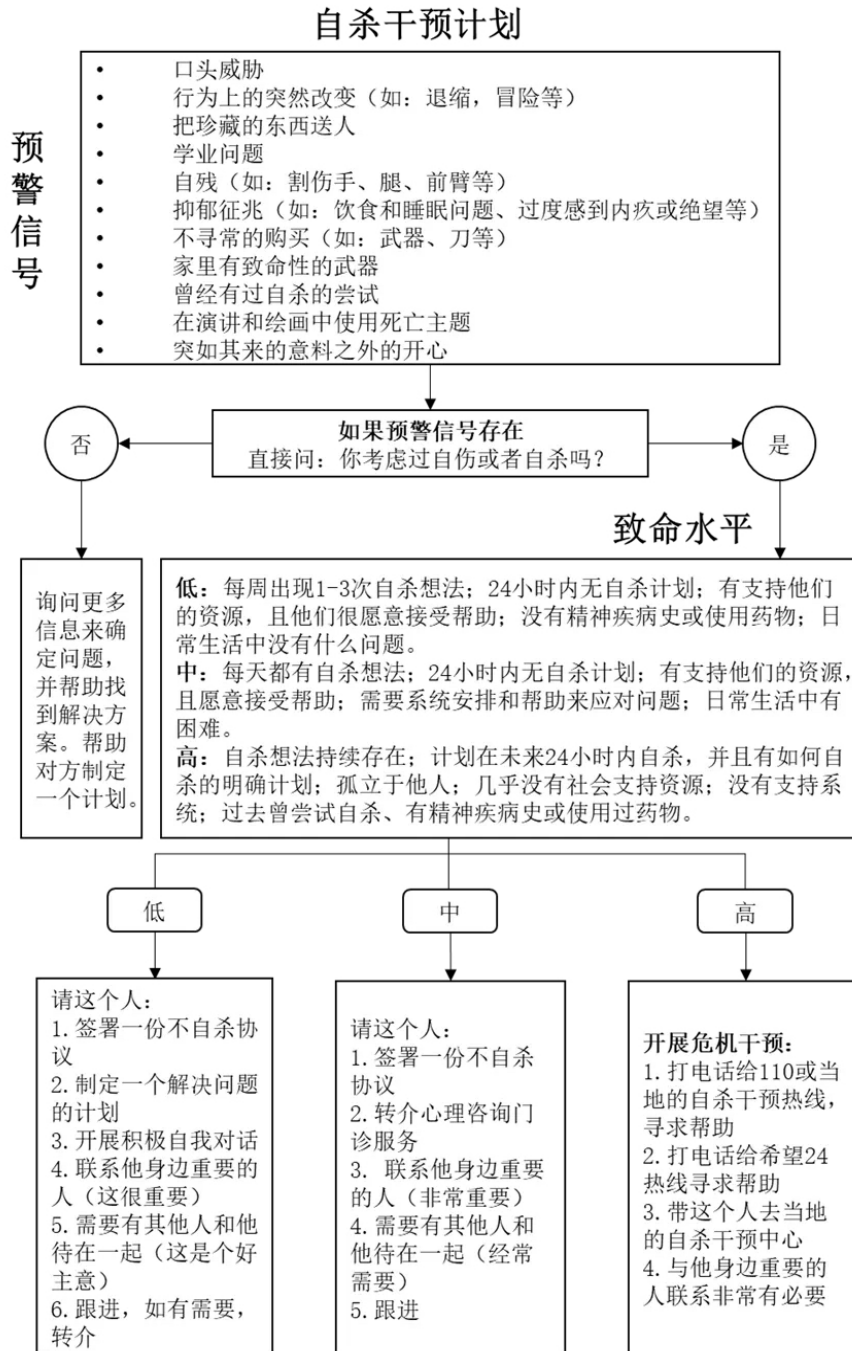 自杀干预计划
预警信号
• 口头威胁
• 行为上的突然改变（如：退缩，冒险等）
• 把珍藏的东西送人
• 学业问题
• 自残（如：割伤手、腿、前臂等）
• 抑郁征兆（如：饮食和睡眠问题、过度感到内疚或绝望等）
• 不寻常的购买（如：武器、刀等）
• 家里有致命性的武器
• 曾经有过自杀的尝试
• 在演讲和绘画中使用死亡主题
• 突如其来的意料之外的开心
否
如果预警信号存在
直接问：你考虑过自伤或者自杀吗？
是
致命水平
询问更多
信息来确
定问题，
并帮助找
到解决方
案。帮助
对方制定
一个计划。
低：每周出现1-3次自杀想法；24小时内无自杀计划；有支持他们
的资源，且他们很愿意接受帮助；没有精神疾病史或使用药物；日
常生活中没有什么问题。
中：每天都有自杀想法；24小时内无自杀计划；有支持他们的资源，
且愿意接受帮助；需要系统安排和帮助来应对问题；日常生活中有
困难。
高：自杀想法持续存在；计划在未来24小时内自杀，并且有如何自
杀的明确计划；孤立于他人；几乎没有社会支持资源；没有支持系
统；过去曾尝试自杀、有精神疾病史或使用过药物。
低
中
高
请这个人：
1.签署一份不自杀协
议
2.制定一个解决问题
的计划
3.开展积极自我对话
4.联系他身边重要的
人（这很重要）
5.需要有其他人和他
待在一起（这是个好
主意）
6.跟进，如有需要，
转介
请这个人：
1.签署一份不自杀
协议
2.转介心理咨询门
诊服务
3. 联系他身边重要
的人（非常重要）
4.需要有其他人和
他待在一起（经常
需要）
5.跟进
开展危机干预：
1.打电话给110或当
地的自杀干预热线，
寻求帮助
2.打电话给希望24
热线寻求帮助
3.带这个人去当地
的自杀干预中心
4.与他身边重要的
人联系非常有必要